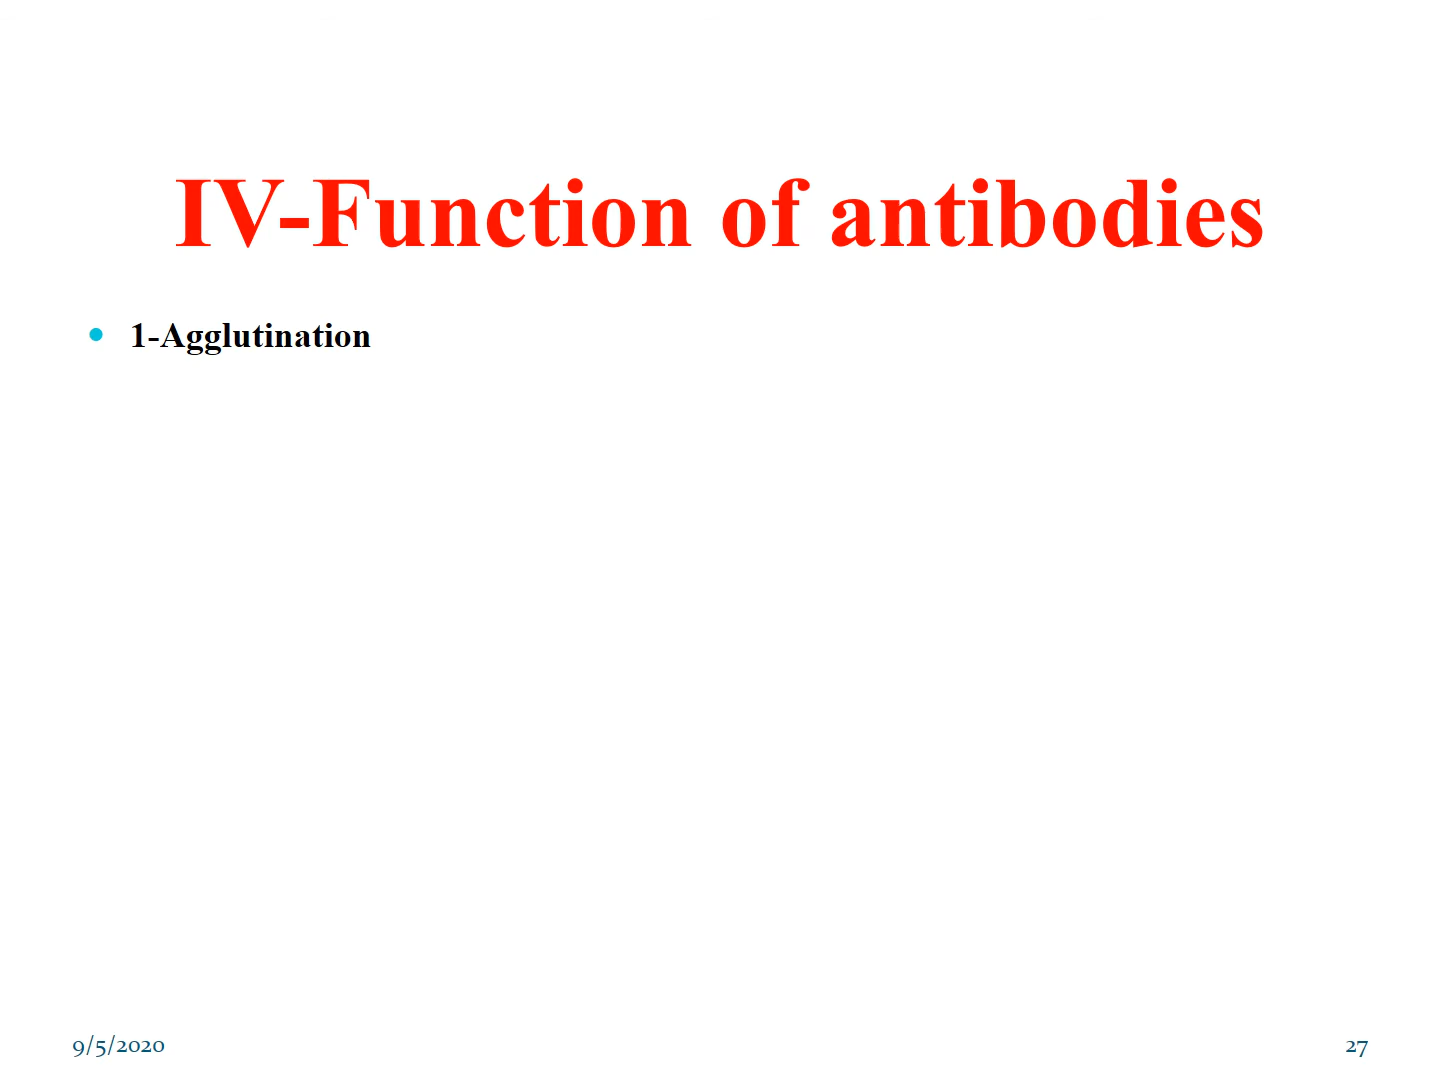 IV-Function of antibodies
• 1-Agglutination
9/5/2020
27